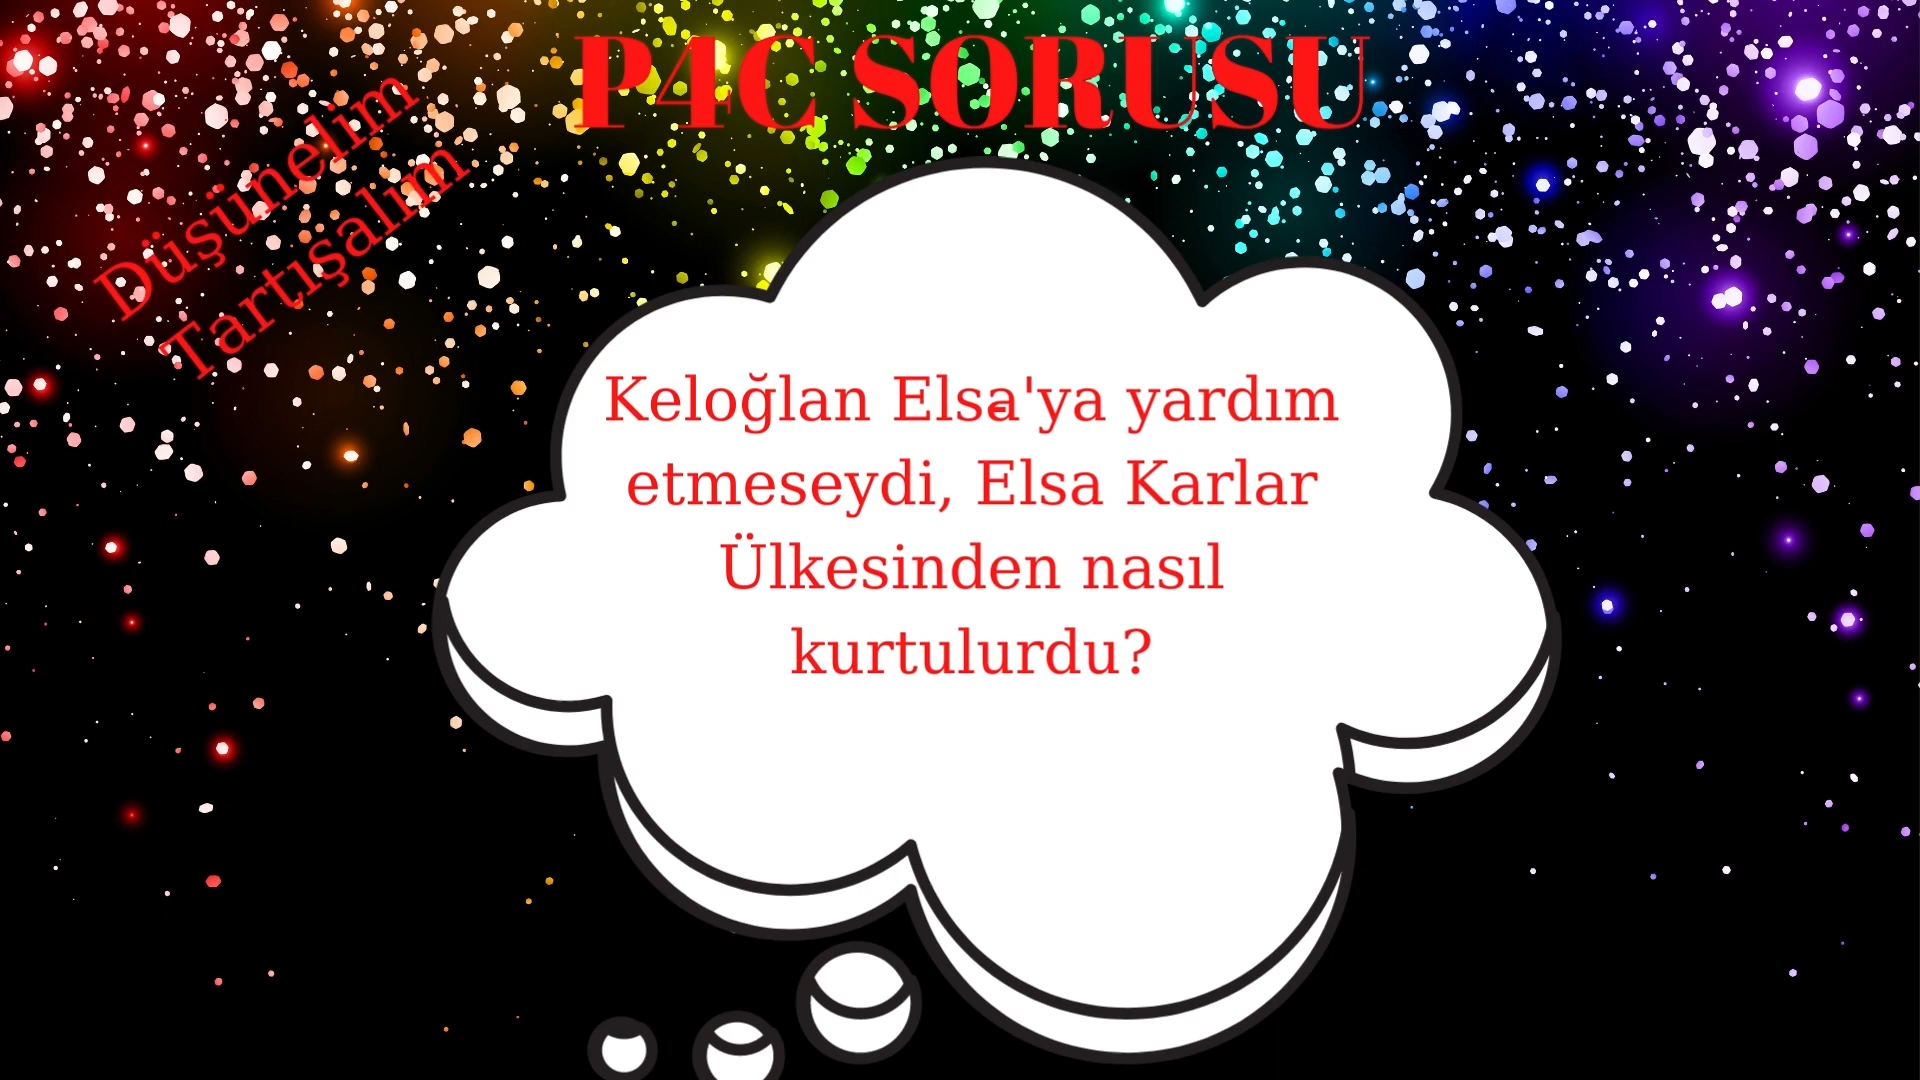 P4C SORUSU
Düşünelim
Tartışalım
Keloğlan Elsa'ya yardım
etmeseydi, Elsa Karlar
Ülkesinden nasıl
kurtulurdu?